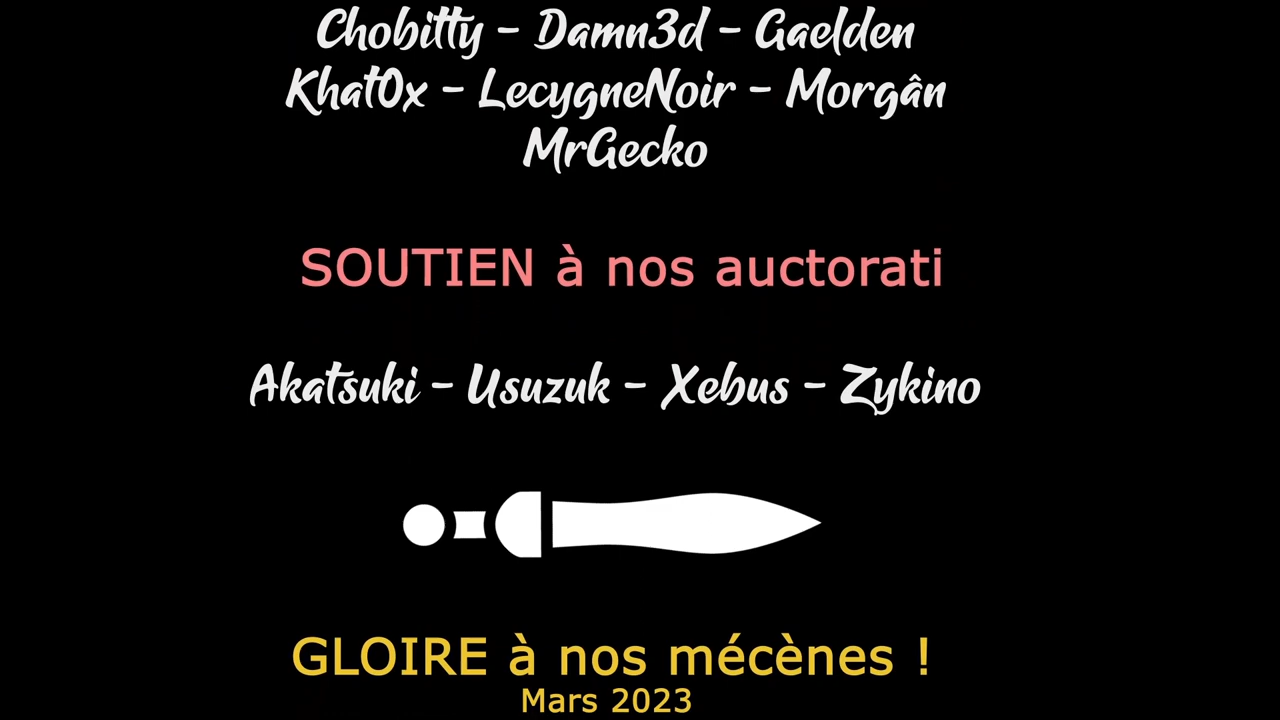 Chobitty - Damn3d - Gaelden
Khat0x - LecygneNoir - Morgân
MrGecko
SOUTIEN à nos auctorati
Akatsuki - Usuzuk - Xebus - Zykino
GLOIRE à nos mécènes !
Mars 2023